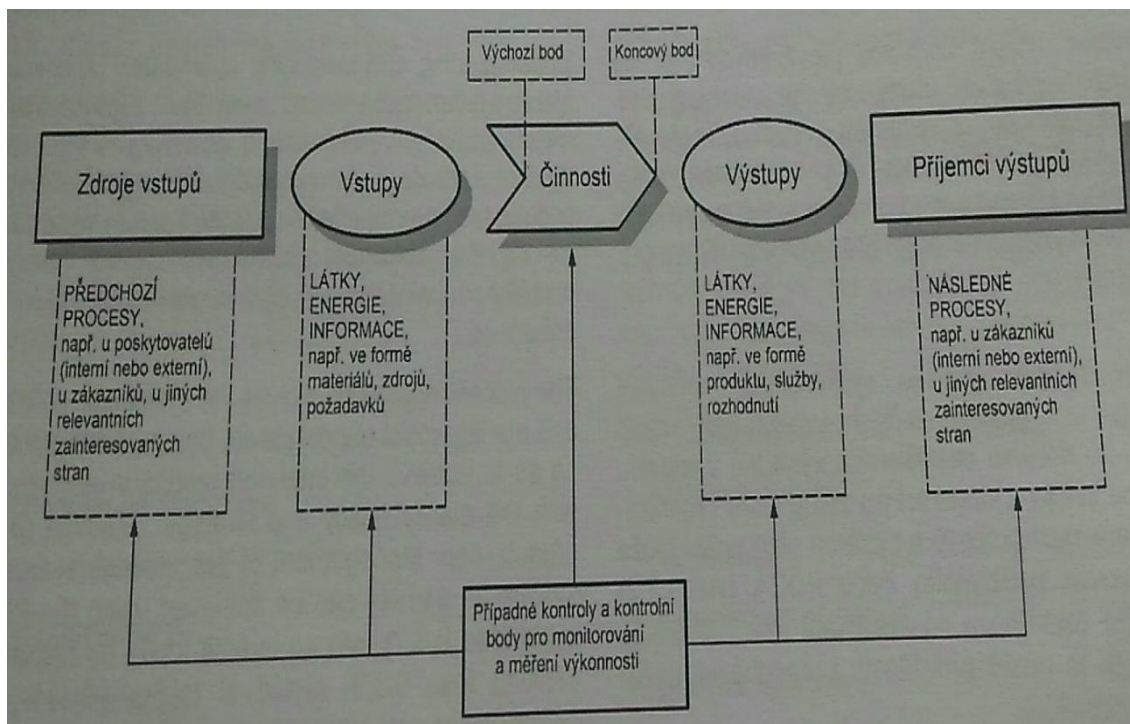 Výchozí bod
Koncový bod
Zdroje vstupů
Vstupy
Činnosti
Výstupy
Příjemci výstupů
PŘEDCHOZÍ
PROCESY,
např. u poskytovatelů
(interní nebo externí),
u zákazníků, u jiných
relevantních
zainteresovaných
stran
LÁTKY,
ENERGIE,
INFORMACE,
např. ve formě
materiálů, zdrojů,
požadavků
LÁTKY,
ENERGIE,
INFORMACE,
např. ve formě
produktu, služby,
rozhodnutí
NÁSLEDNÉ
PROCESY,
např. u zákazníků
(interní nebo externí),
u jiných relevantních
zainteresovaných
stran
Případné kontroly a kontrolní
body pro monitorování
a měření výkonnosti